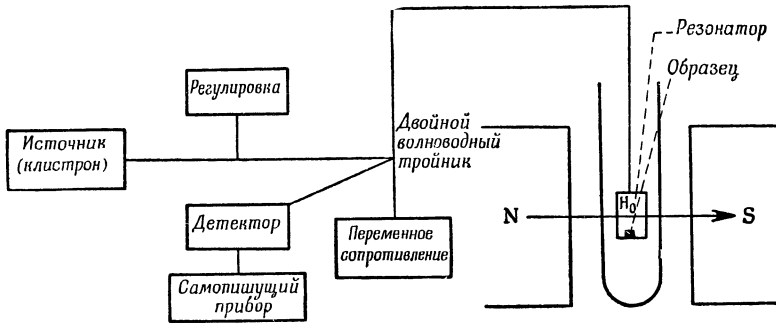 Резонатор
Образец
Регулировка
Источник
(клистрон)
Двойной
волноводный
тройник
Детектор
Переменное
сопротивление
Самопишущий
прибор
N
H₀
S